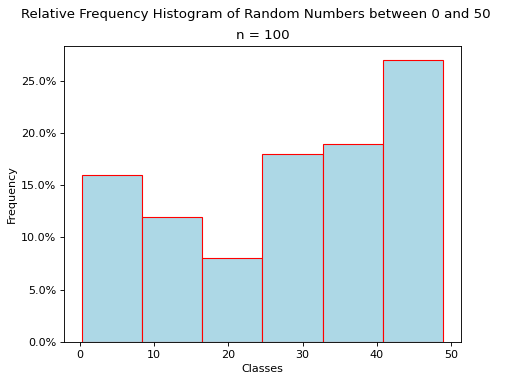 Relative Frequency Histogram of Random Numbers between 0 and 50
n = 100
25.0%
20.0%
15.0%
10.0%
5.0%
0.0%
Frequency
0 10 20 30 40 50
Classes